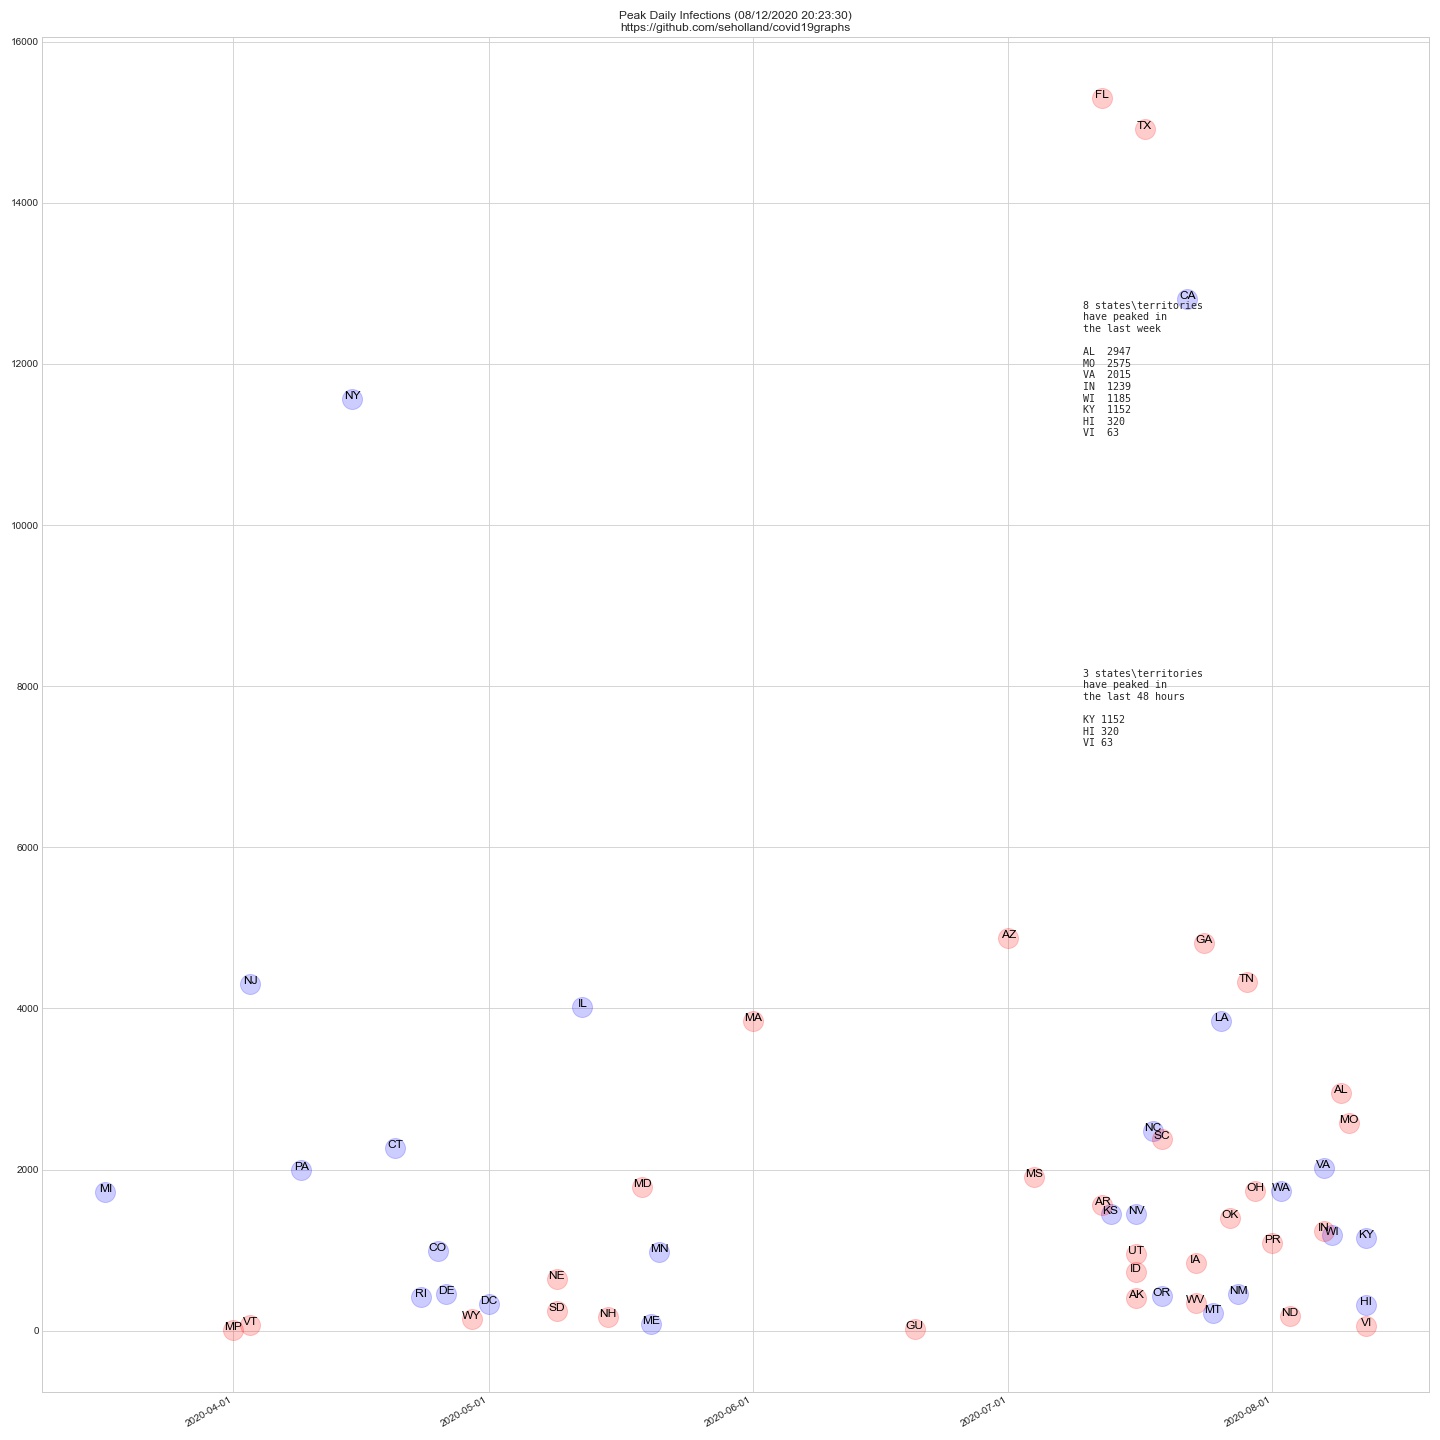 Peak Daily Infections (08/12/2020 20:23:30)
https://github.com/seholland/covid19graphs
16000
FL
TX
14000
CA
8 states\territories
have peaked in
the last week
12000
AL 2947
MO 2575
VA 2015
IN 1239
WI 1185
KY 1152
HI 320
VI 63
NY
10000
8000
3 states\territories
have peaked in
the last 48 hours
KY 1152
HI 320
VI 63
6000
AZ
GA
TN
NJ
IL
4000
MA
LA
AL
MO
NC
SC
CT
2000
PA
VA
MS
MD
MI
OH
WA
AR
KS
NV
OK
IN
WI
KY
PR
CO
MN
UT
IA
ID
NE
RI
DE
DC
AK
OR
WV
NM
MT
HI
SD
NH
WY
ME
ND
VI
0
MP
VT
GU
2020-04-01
2020-05-01
2020-06-01
2020-07-01
2020-08-01